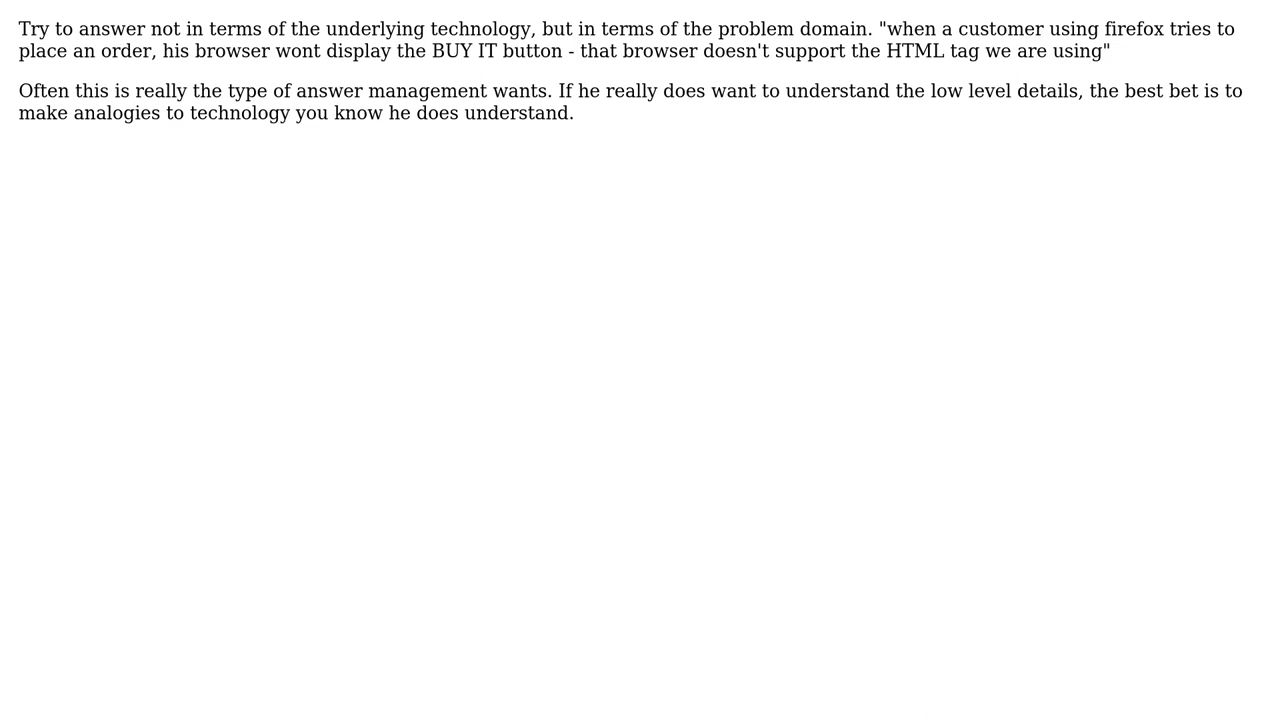 Try to answer not in terms of the underlying technology, but in terms of the problem domain. "when a customer using firefox tries to
place an order, his browser wont display the BUY IT button - that browser doesn't support the HTML tag we are using"
Often this is really the type of answer management wants. If he really does want to understand the low level details, the best bet is to
make analogies to technology you know he does understand.